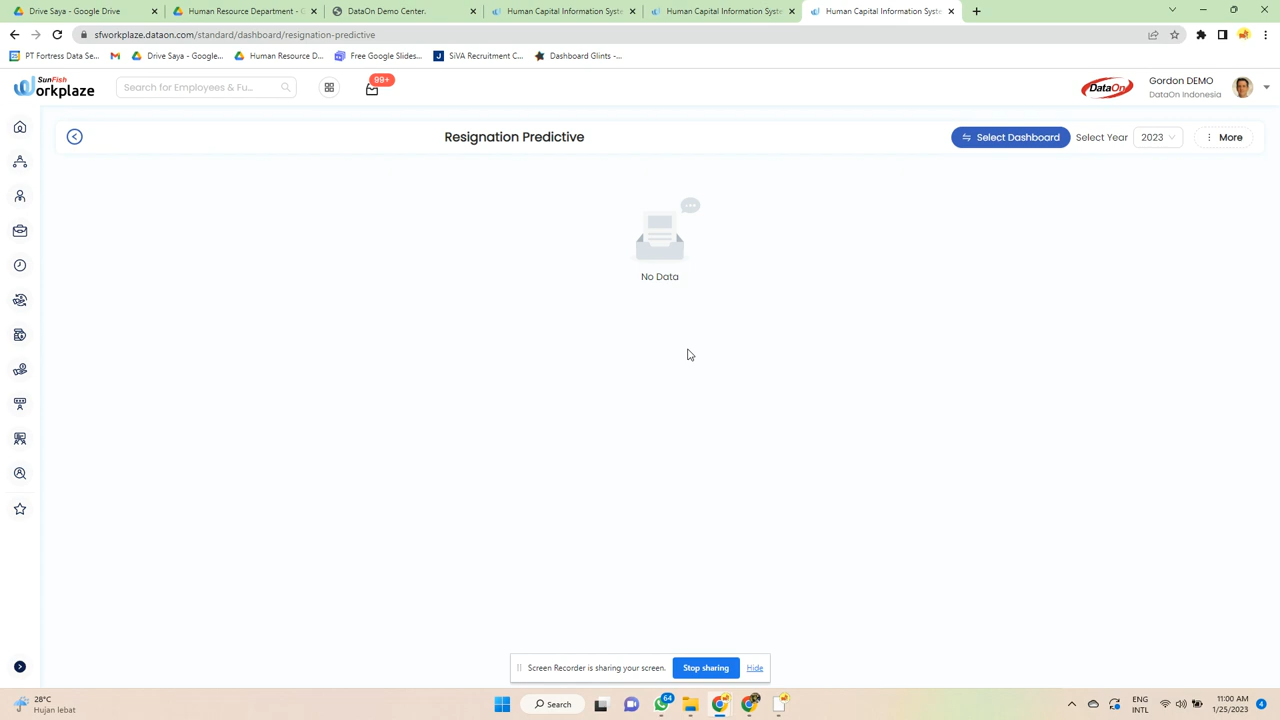 Drive Saya - Google Drive
Human Resource Department - G
DataOn Demo Center.
Human Capital Information Syste
Human Capital Information Syste
Human Capital Information Syste
sfworkplaze.dataon.com/standard/dashboard/resignation-predictive
PT Fortress Data Se...
Drive Saya - Google...
Human Resource D...
Free Google Slides...
SiVA Recruitment C...
Dashboard Glints -...
SunFish
workplaze
Search for Employees & Fu...
99+
DataOn
Gordon DEMO
DataOn Indonesia
Resignation Predictive
Select Dashboard
Select Year
2023
More
No Data
Screen Recorder is sharing your screen.
Stop sharing
Hide
28°C
Hujan lebat
Search
64
ENG
INTL
11:00 AM
1/25/2023
4